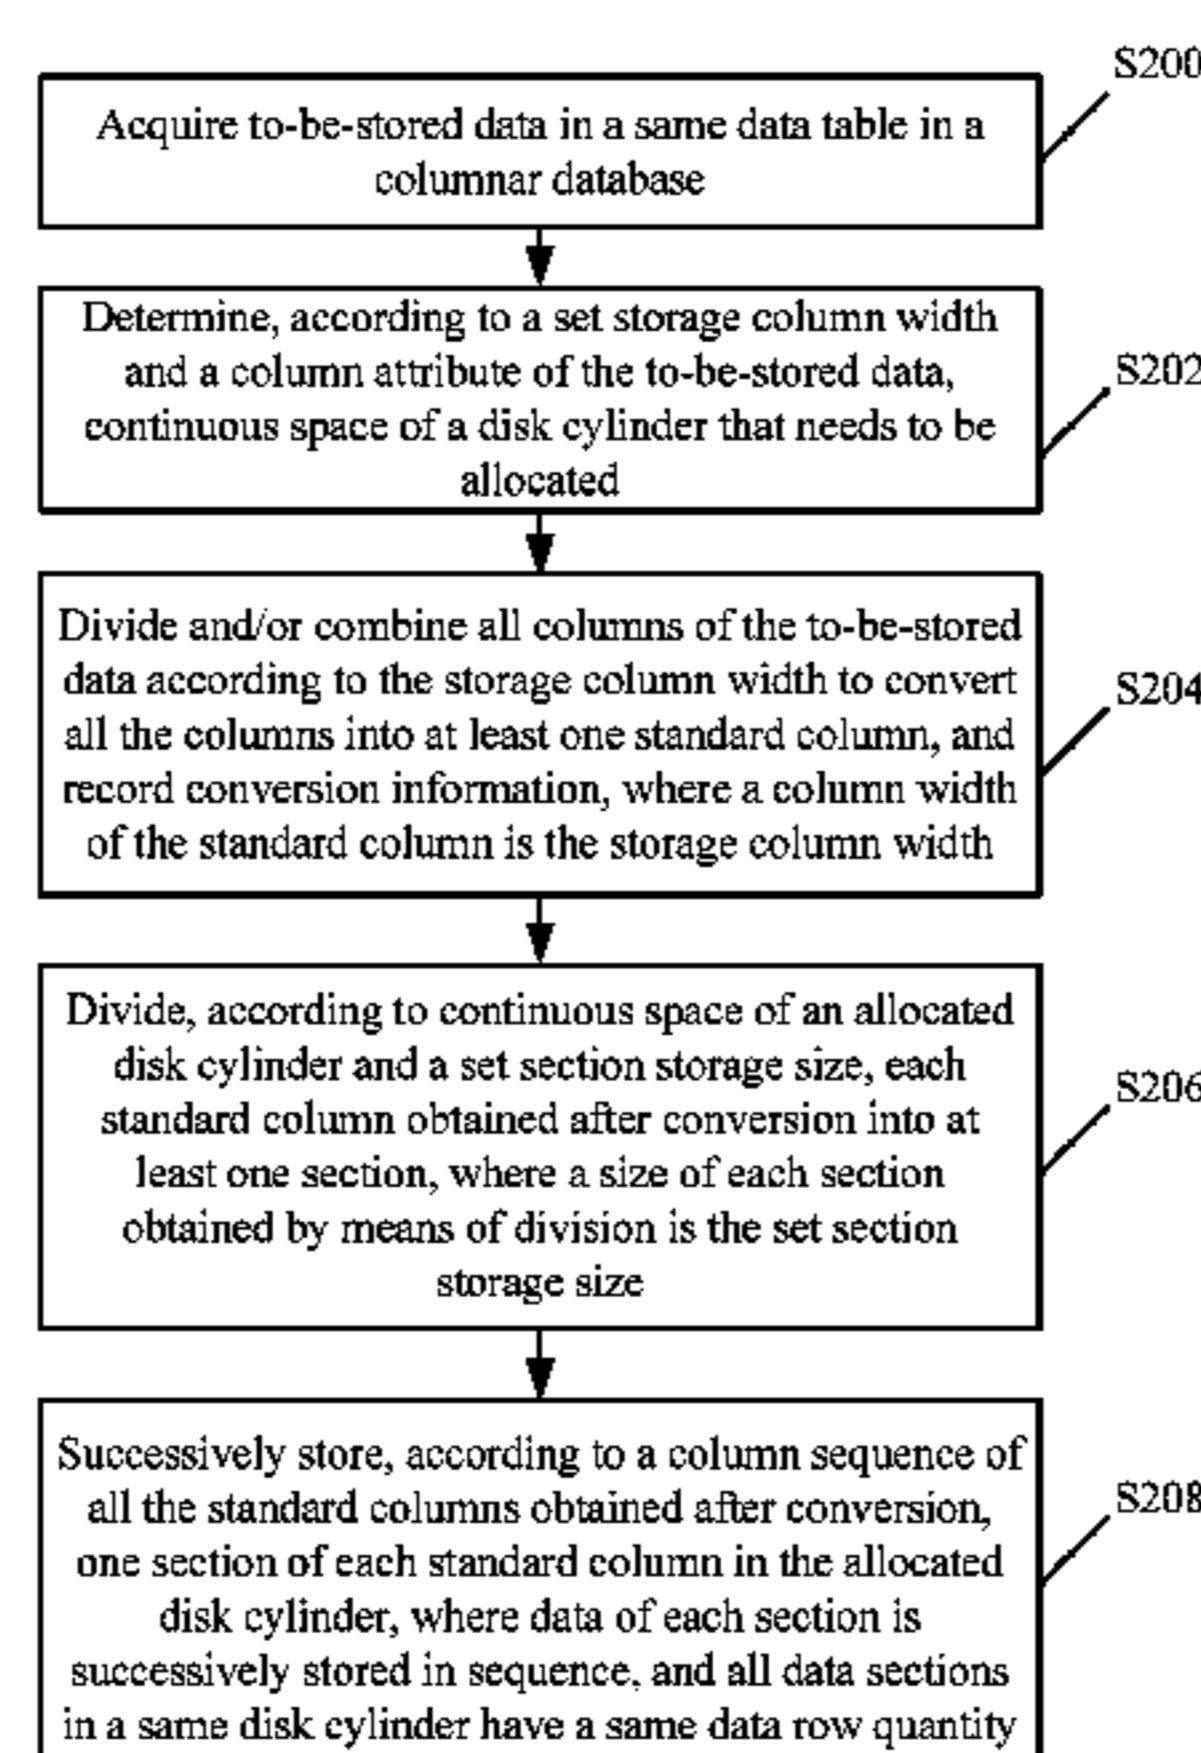 S200
Acquire to-be-stored data in a same data table in a
columnar database
Determine, according to a set storage column width
and a column attribute of the to-be-stored data,
continuous space of a disk cylinder that needs to be
allocated
S202
Divide and/or combine all columns of the to-be-stored
data according to the storage column width to convert
all the columns into at least one standard column, and
record conversion information, where a column width
of the standard column is the storage column width
S204
Divide, according to continuous space of an allocated
disk cylinder and a set section storage size, each
standard column obtained after conversion into at
least one section, where a size of each section
obtained by means of division is the set section
storage size
S206
Successively store, according to a column sequence of
all the standard columns obtained after conversion,
one section of each standard column in the allocated
disk cylinder, where data of each section is
successively stored in sequence, and all data sections
in a same disk cylinder have a same data row quantity
S208